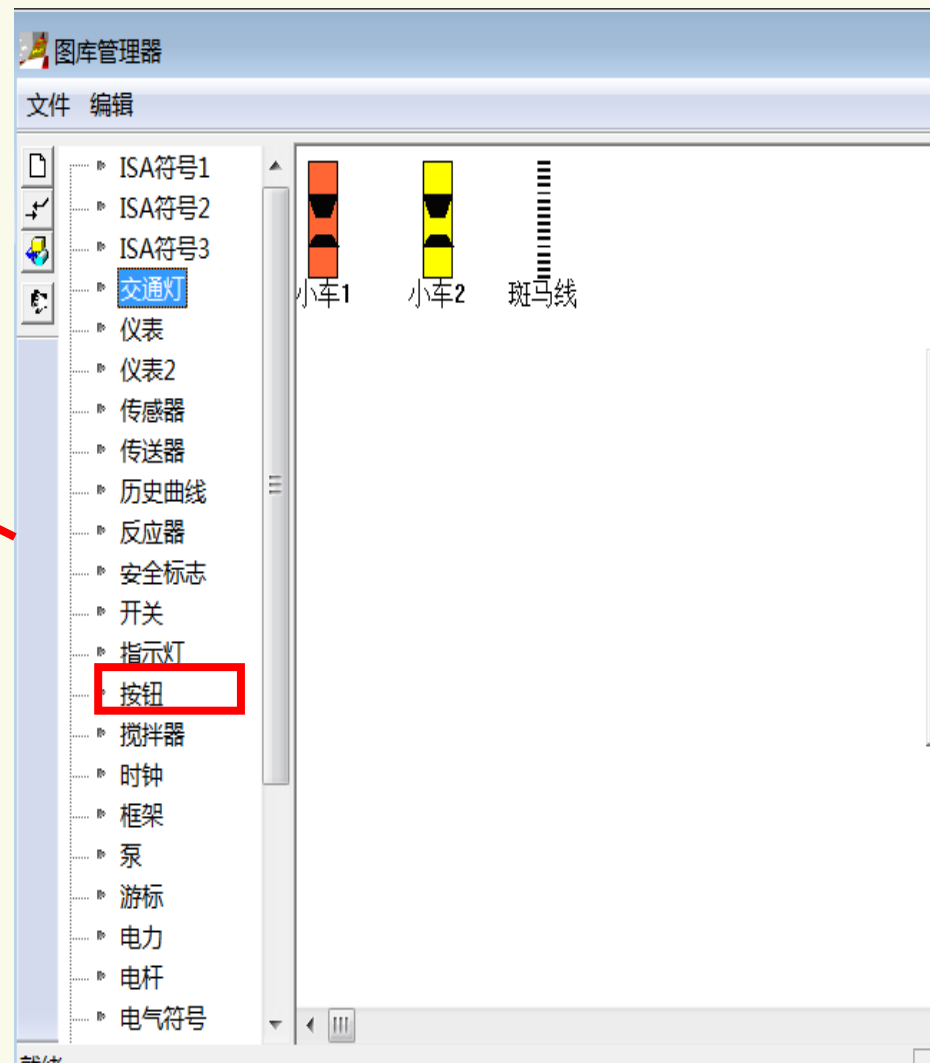 图库管理器
文件 编辑
ISA符号1
ISA符号2
ISA符号3
交通灯
仪表
仪表2
传感器
传送器
历史曲线
反应器
安全标志
开关
指示灯
按钮
搅拌器
时钟
框架
泵
游标
电力
电杆
电气符号
小车1 小车2 斑马线
就绪